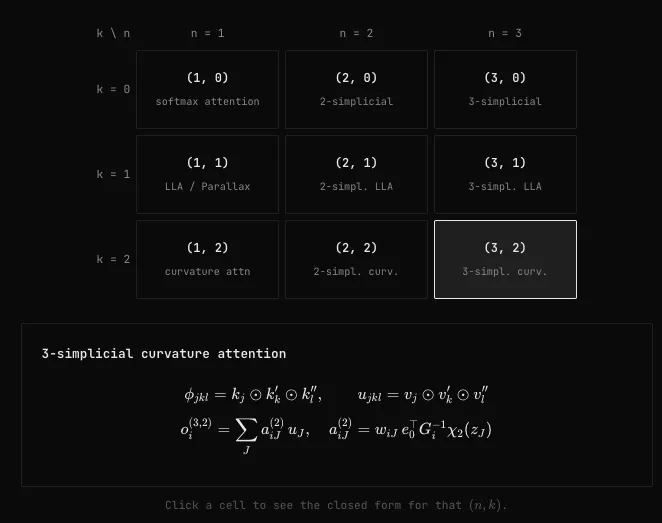 k \ n n = 1 n = 2 n = 3
k = 0
(1, 0) (2, 0) (3, 0)
softmax attention 2-simplicial 3-simplicial
k = 1
(1, 1) (2, 1) (3, 1)
LLA / Parallax 2-simpl. LLA 3-simpl. LLA
k = 2
(1, 2) (2, 2) (3, 2)
curvature attn 2-simpl. curv. 3-simpl. curv.
3-simplicial curvature attention
ϕ_{jkl} = k_j ⊙ k′_k ⊙ k″_l, u_{jkl} = v_j ⊙ v′_k ⊙ v″_l
o_i^{(3,2)} = ∑_J a_{iJ}^{(2)} u_J, a_{iJ}^{(2)} = w_{iJ} e_0^⊤ G_i^{-1} χ_2(z_J)
Click a cell to see the closed form for that (n, k).